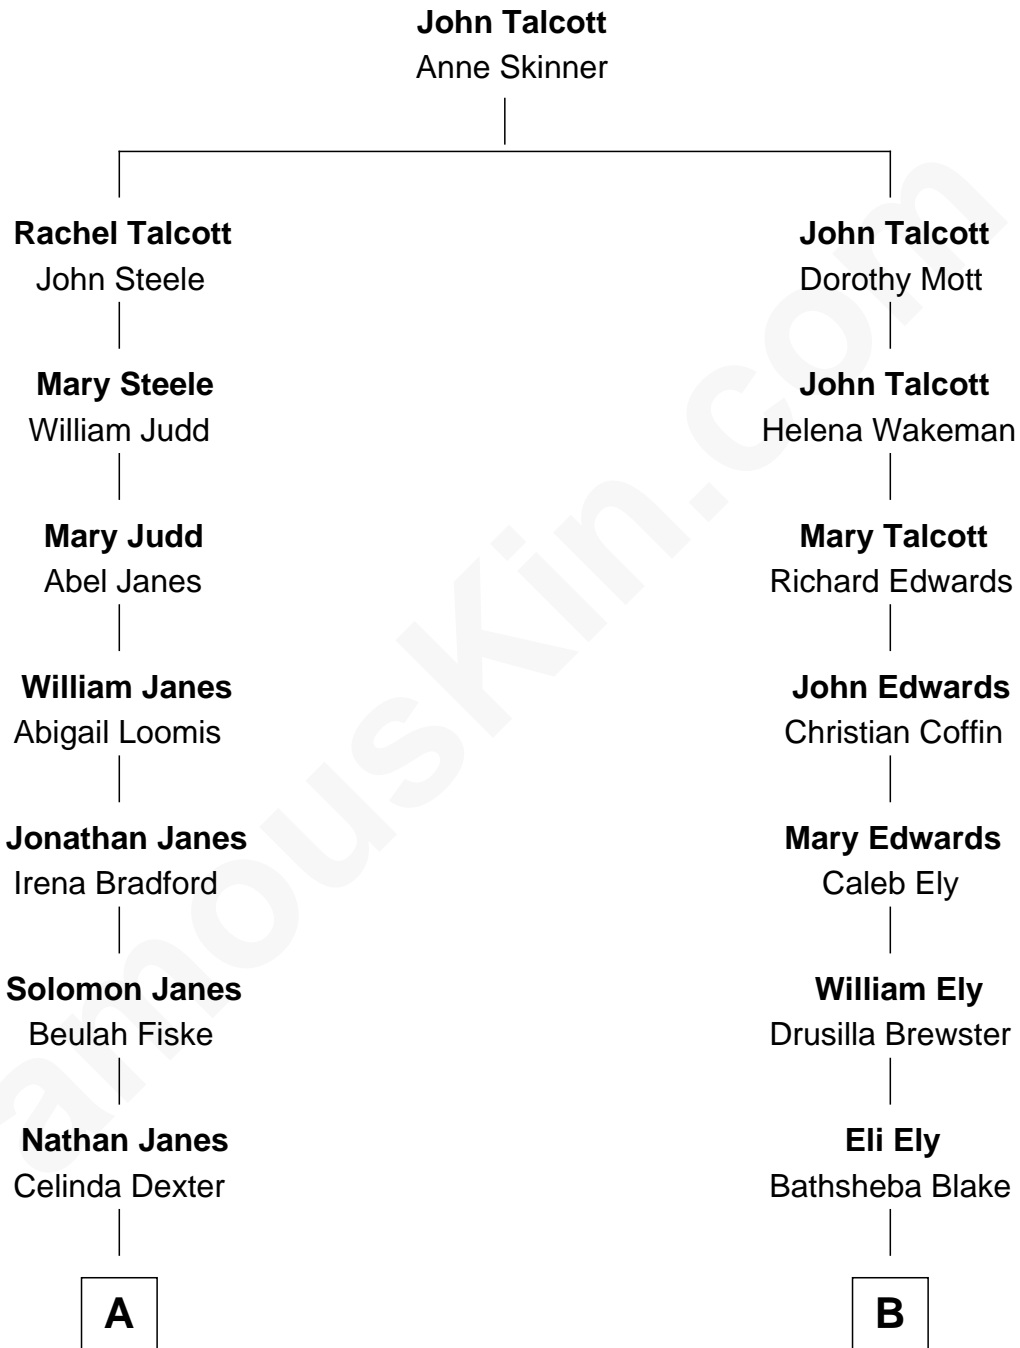 John Talcott
Anne Skinner
Rachel Talcott
John Steele
John Talcott
Dorothy Mott
Mary Steele
William Judd
John Talcott
Helena Wakeman
Mary Judd
Abel Janes
Mary Talcott
Richard Edwards
William Janes
Abigail Loomis
John Edwards
Christian Coffin
Jonathan Janes
Irena Bradford
Mary Edwards
Caleb Ely
Solomon Janes
Beulah Fiske
William Ely
Drusilla Brewster
Nathan Janes
Celinda Dexter
Eli Ely
Bathsheba Blake
A
B
amouskin.com